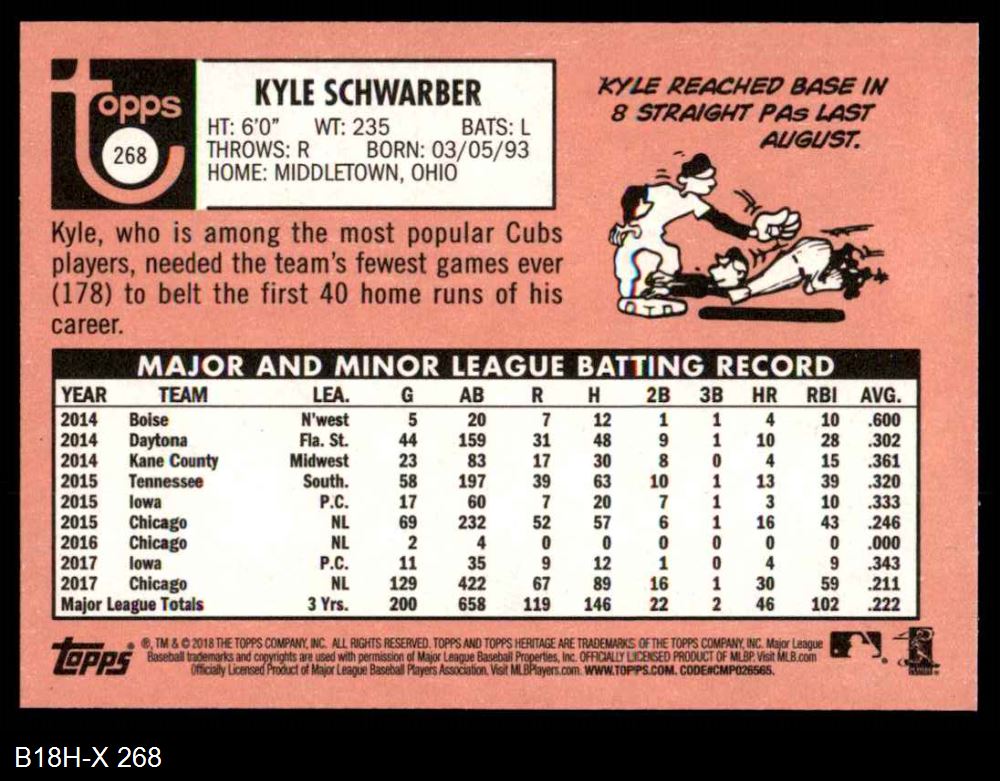 topps
268
KYLE SCHWARBER
HT: 6'0" WT: 235 BATS: L
THROWS: R BORN: 03/05/93
HOME: MIDDLETOWN, OHIO
KYLE REACHED BASE IN
8 STRAIGHT PAs LAST
AUGUST.
Kyle, who is among the most popular Cubs
players, needed the team's fewest games ever
(178) to belt the first 40 home runs of his
career.
MAJOR AND MINOR LEAGUE BATTING RECORD
YEAR TEAM LEA. G AB R H 2B 3B HR RBI AVG.
2014 Boise N'west 5 20 7 12 1 1 4 10 .600
2014 Daytona Fla. St. 44 159 31 48 9 1 10 28 .302
2014 Kane County Midwest 23 83 17 30 8 0 4 15 .361
2015 Tennessee South. 58 197 39 63 10 1 13 39 .320
2015 Iowa P.C. 17 60 7 20 7 1 3 10 .333
2015 Chicago NL 69 232 52 57 6 1 16 43 .246
2016 Chicago NL 2 4 0 0 0 0 0 0 .000
2017 Iowa P.C. 11 35 9 12 1 0 4 9 .343
2017 Chicago NL 129 422 67 89 16 1 30 59 .211
Major League Totals 3 Yrs. 200 658 119 146 22 2 46 102 .222
topps
®, TM & © 2018 THE TOPPS COMPANY, INC. ALL RIGHTS RESERVED. TOPPS AND TOPPS HERITAGE ARE TRADEMARKS OF THE TOPPS COMPANY, INC. Major League
Baseball trademarks and copyrights are used with permission of Major League Baseball Properties, Inc. OFFICIALLY LICENSED PRODUCT OF MLBP. Visit MLB.com
Officially Licensed Product of Major League Baseball Players Association. Visit MLBPlayers.com. WWW.TOPPS.COM. CODE#CMP026565.
B18H-X 268